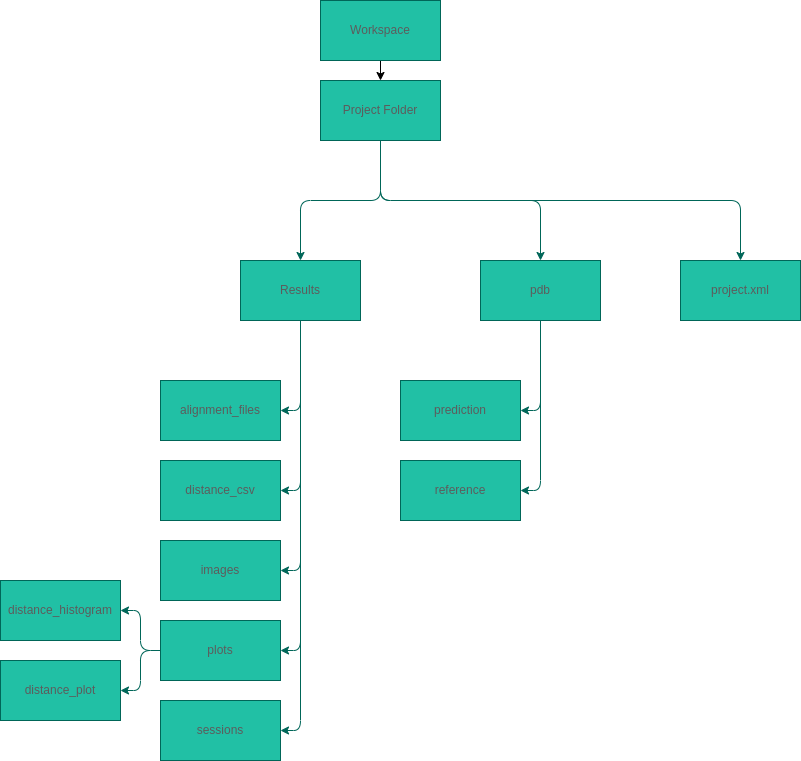 Workspace
Project Folder
Results
pdb
project.xml
alignment_files
prediction
distance_csv
reference
images
distance_histogram
plots
distance_plot
sessions